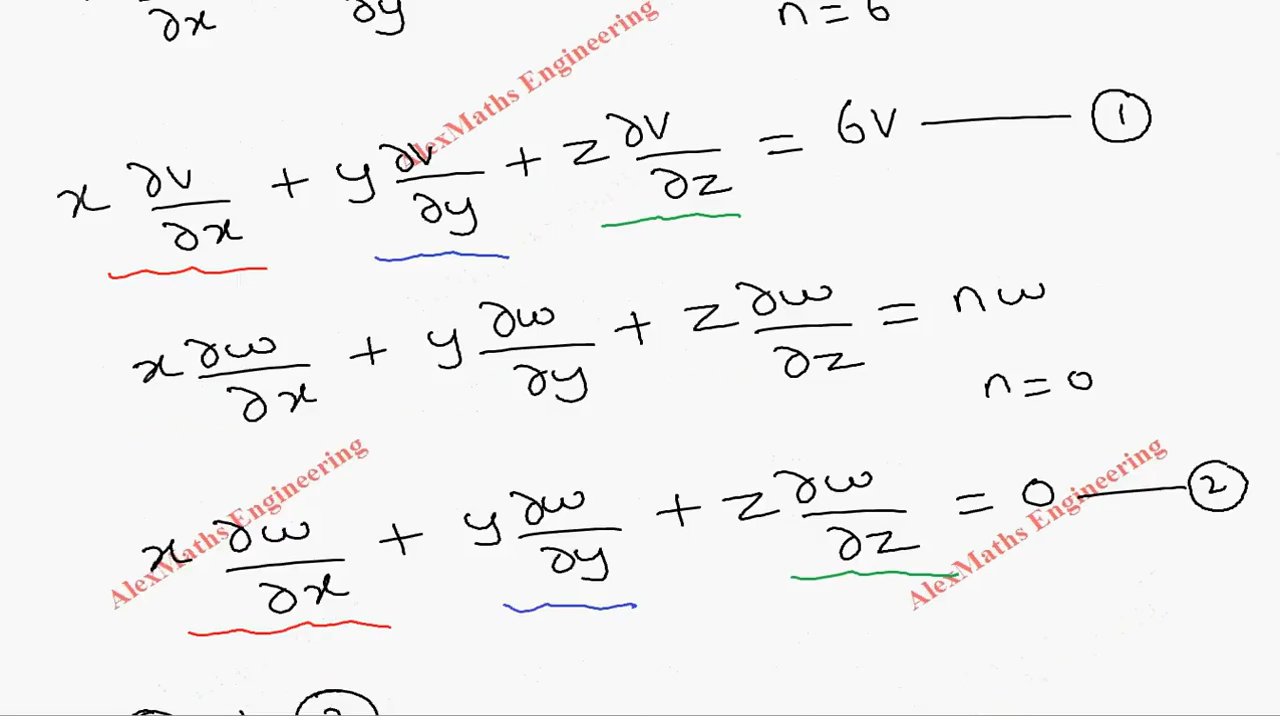 ∂x ∂y n = 6
x ∂v/∂x + y ∂v/∂y + z ∂v/∂z = 6v —— ①
x ∂w/∂x + y ∂w/∂y + z ∂w/∂z = nw
n = 0
x ∂w/∂x + y ∂w/∂y + z ∂w/∂z = 0 —— ②
AlexMaths Engineering
AlexMaths Engineering
AlexMaths Engineering